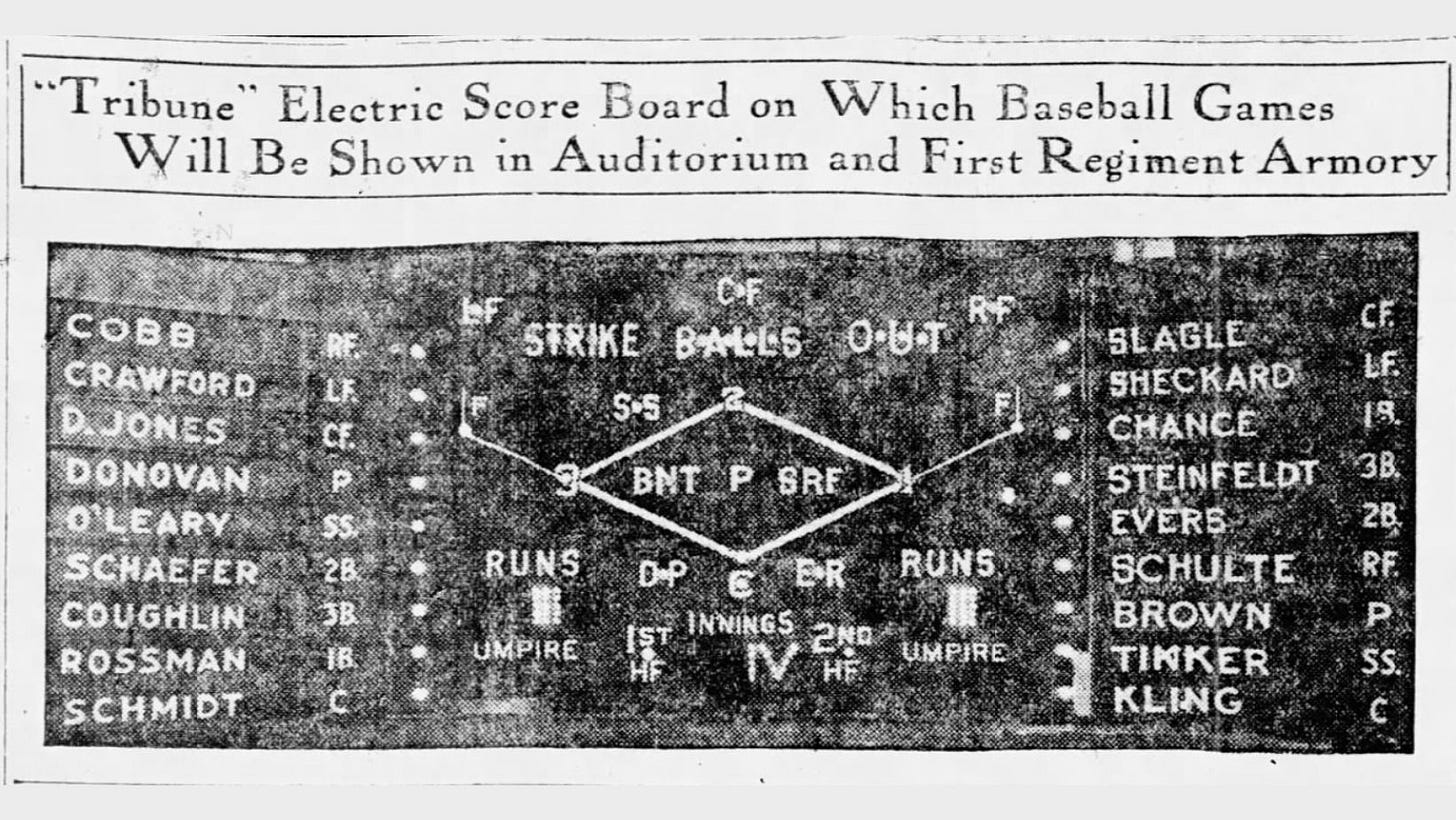 "Tribune" Electric Score Board on Which Baseball Games
Will Be Shown in Auditorium and First Regiment Armory
COBB RF.
CRAWFORD LF.
D. JONES CF.
DONOVAN P
O'LEARY SS.
SCHAEFER 2B.
COUGHLIN 3B.
ROSSMAN 1B.
SCHMIDT C
LF CF RF
STRIKE BALLS OUT
F SS 2 F
3 BNT P SRF 1
RUNS DP C ER RUNS
UMPIRE 1ST HF INNINGS IV 2ND HF UMPIRE
SLAGLE CF.
SHECKARD LF.
CHANCE 1B.
STEINFELDT 3B.
EVERS 2B.
SCHULTE RF.
BROWN P
TINKER SS.
KLING C